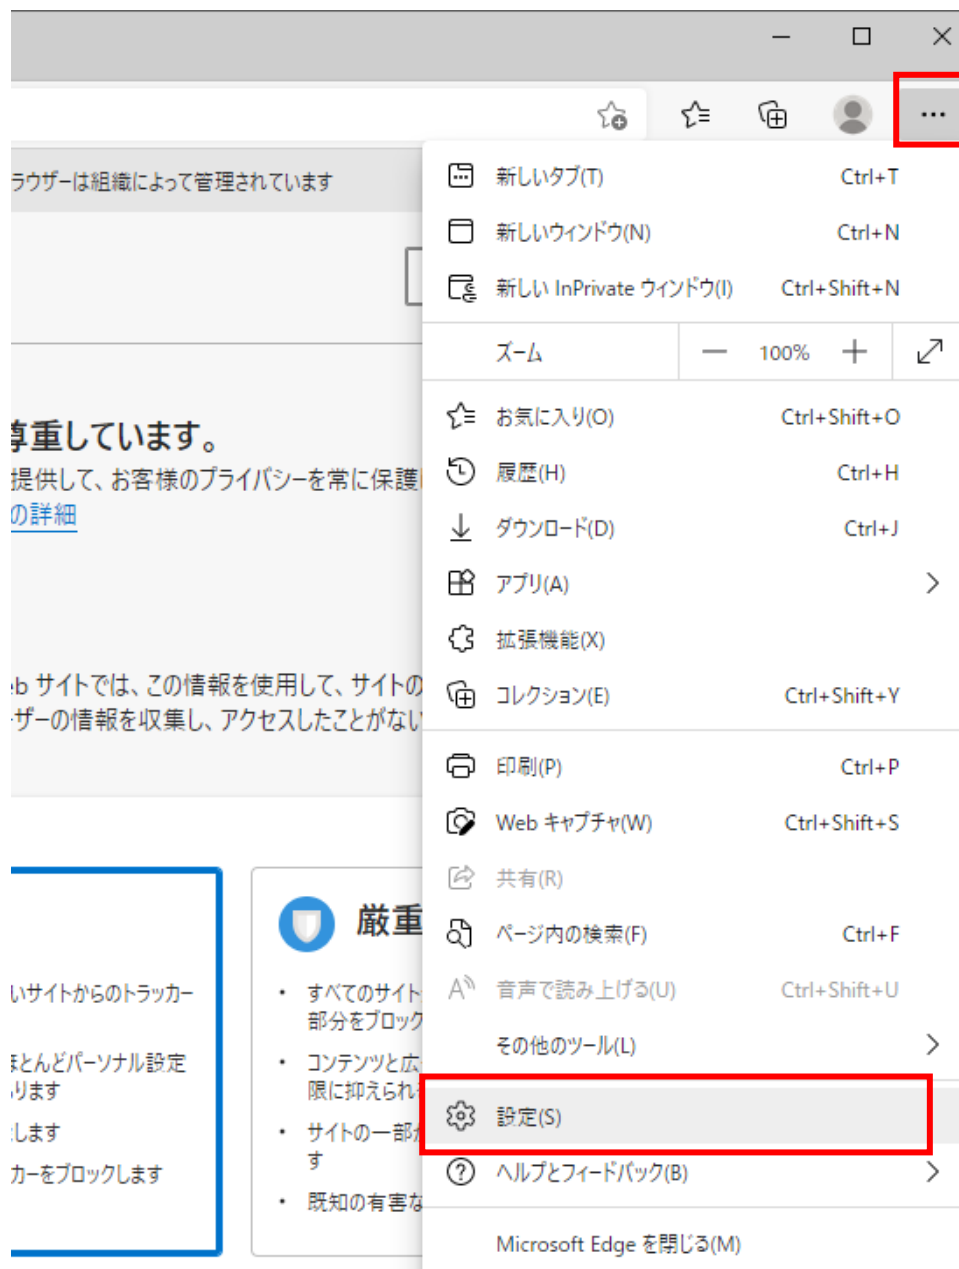 ラウザーは組織によって管理されています
尊重しています。
提供して、お客様のプライバシーを常に保護
の詳細
eb サイトでは、この情報を使用して、サイトの
ーザーの情報を収集し、アクセスしたことがない
いサイトからのトラッカー
ほとんどパーソナル設定
ります
します
カーをブロックします
厳重
• すべてのサイト
部分をブロック
• コンテンツと広
限に抑えられ
• サイトの一部が
す
• 既知の有害な
新しいタブ(T) Ctrl+T
新しいウィンドウ(N) Ctrl+N
新しい InPrivate ウィンドウ(I) Ctrl+Shift+N
ズーム — 100% +
お気に入り(O) Ctrl+Shift+O
履歴(H) Ctrl+H
ダウンロード(D) Ctrl+J
アプリ(A)
拡張機能(X)
コレクション(E) Ctrl+Shift+Y
印刷(P) Ctrl+P
Web キャプチャ(W) Ctrl+Shift+S
共有(R)
ページ内の検索(F) Ctrl+F
音声で読み上げる(U) Ctrl+Shift+U
その他のツール(L)
設定(S)
ヘルプとフィードバック(B)
Microsoft Edge を閉じる(M)